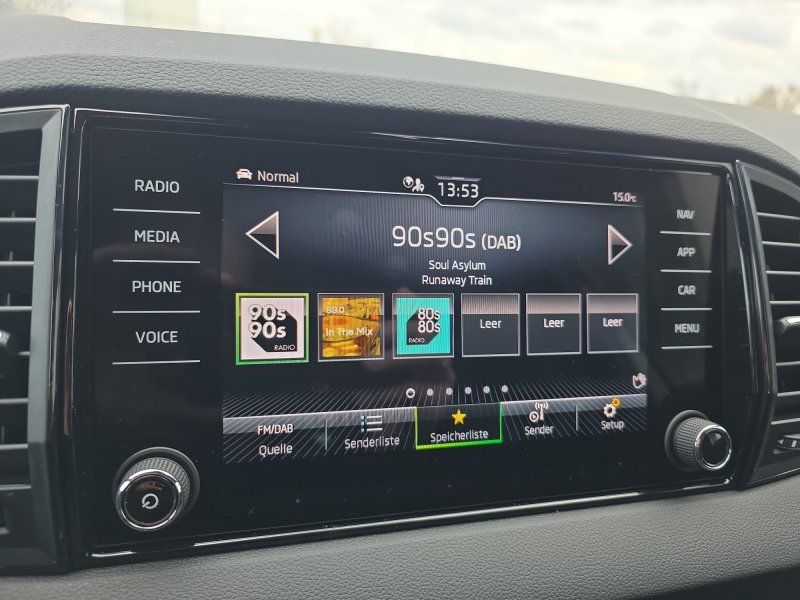 RADIO
MEDIA
PHONE
VOICE
Normal
13:53
15.0°C
90s90s (DAB)
Soul Asylum
Runaway Train
90s
90s
RADIO
88.0
In The Mix
80s
80s
RADIO
Leer
Leer
Leer
FM/DAB
Quelle
Senderliste
Speicherliste
Sender
Setup
NAV
APP
CAR
MENU